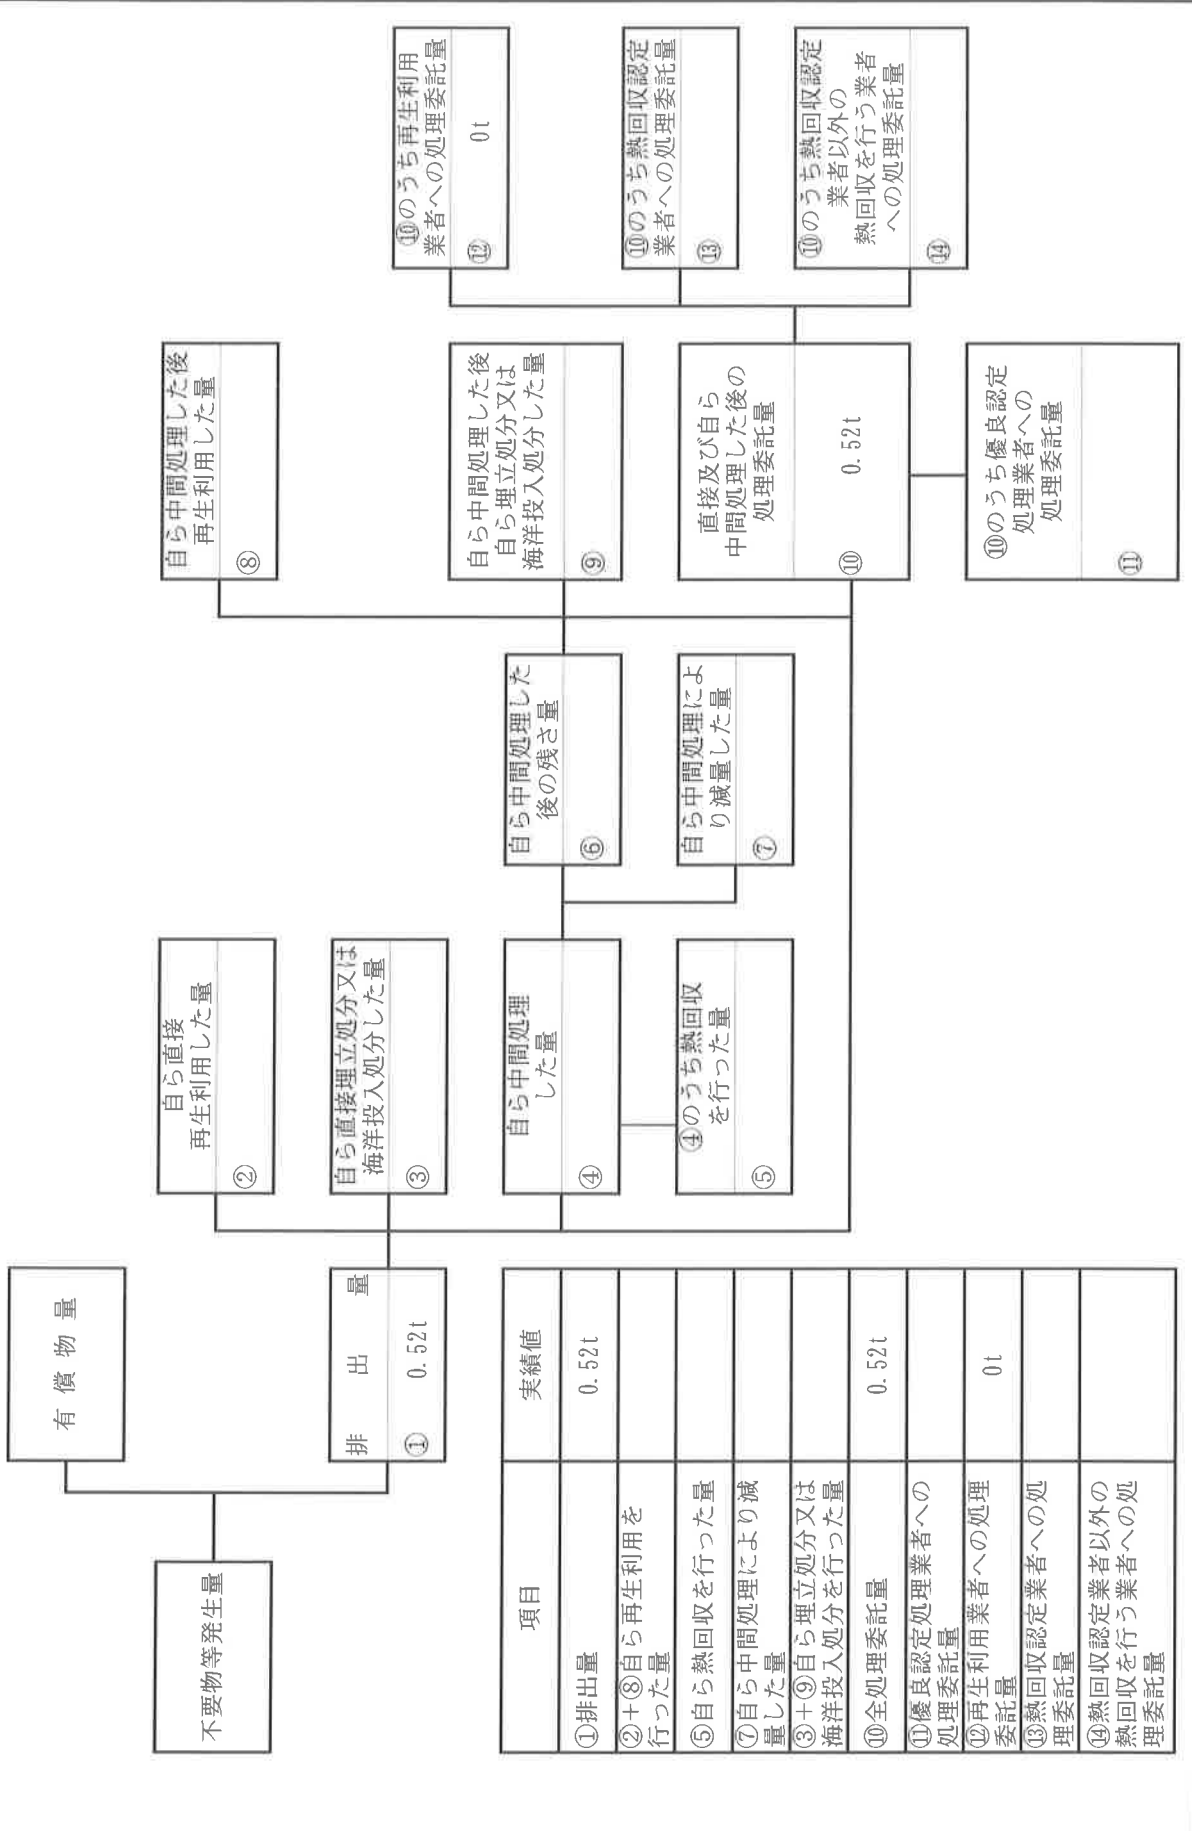 有償物量
不要物等発生量
排出量
① 0.52t
自ら直接
再生利用した量
②
自ら直接埋立処分又は
海洋投入処分した量
③
自ら中間処理
した量
④
④のうち熱回収
を行った量
⑤
自ら中間処理した
後の残さ量
⑥
自ら中間処理によ
り減量した量
⑦
自ら中間処理した後
再生利用した量
⑧
自ら中間処理した後
自ら埋立処分又は
海洋投入処分した量
⑨
直接及び自ら
中間処理した後の
処理委託量
⑩ 0.52t
⑩のうち優良認定
処理業者への
処理委託量
⑪
⑩のうち再生利用
業者への処理委託量
⑫ 0t
⑩のうち熱回収認定
業者への処理委託量
⑬
⑩のうち熱回収認定
業者以外の
熱回収を行う業者
への処理委託量
⑭
項目 実績値
①排出量 0.52t
②+⑧自ら再生利用を
行った量
⑤自ら熱回収を行った量
⑦自ら中間処理により減
量した量
③+⑨自ら埋立処分又は
海洋投入処分を行った量
⑩全処理委託量 0.52t
⑪優良認定処理業者への
処理委託量
⑫再生利用業者への処理
委託量 0t
⑬熱回収認定業者への処
理委託量
⑭熱回収認定業者以外の
熱回収を行う業者への処
理委託量